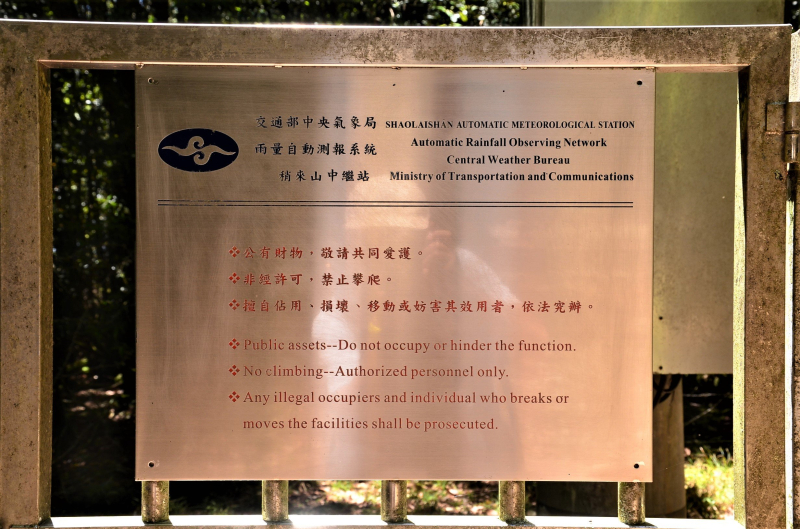 交通部中央氣象局
雨量自動測報系統
稍來山中繼站
SHAOLAISHAN AUTOMATIC METEOROLOGICAL STATION
Automatic Rainfall Observing Network
Central Weather Bureau
Ministry of Transportation and Communications
❖公有財物，敬請共同愛護。
❖非經許可，禁止攀爬。
❖擅自佔用、損壞、移動或妨害其效用者，依法究辦。
❖Public assets--Do not occupy or hinder the function.
❖No climbing--Authorized personnel only.
❖Any illegal occupiers and individual who breaks or
moves the facilities shall be prosecuted.